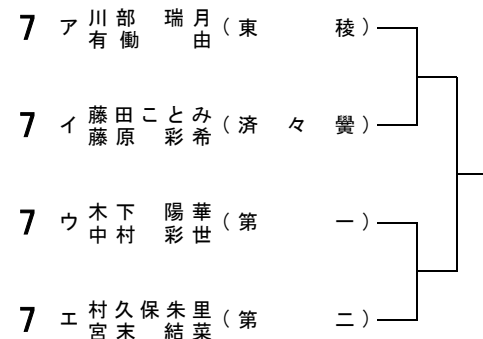 7 ア 川部 瑞月 (東 稜)
有働 由
7 イ 藤田ことみ (済々黌)
藤原 彩希
7 ウ 木下 陽華 (第 一)
中村 彩世
7 エ 村久保朱里 (第 二)
宮末 結菜